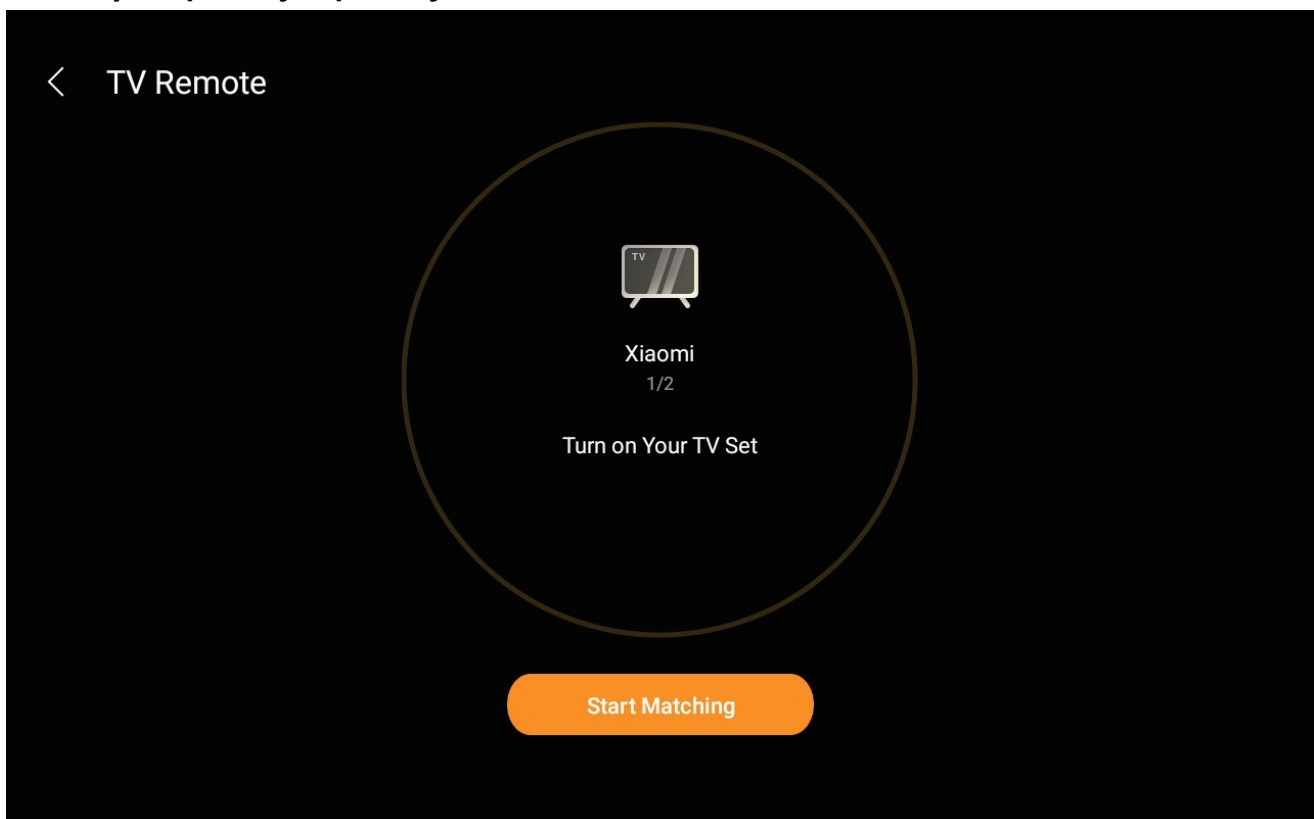 TV Remote
TV
Xiaomi
1/2
Turn on Your TV Set
Start Matching